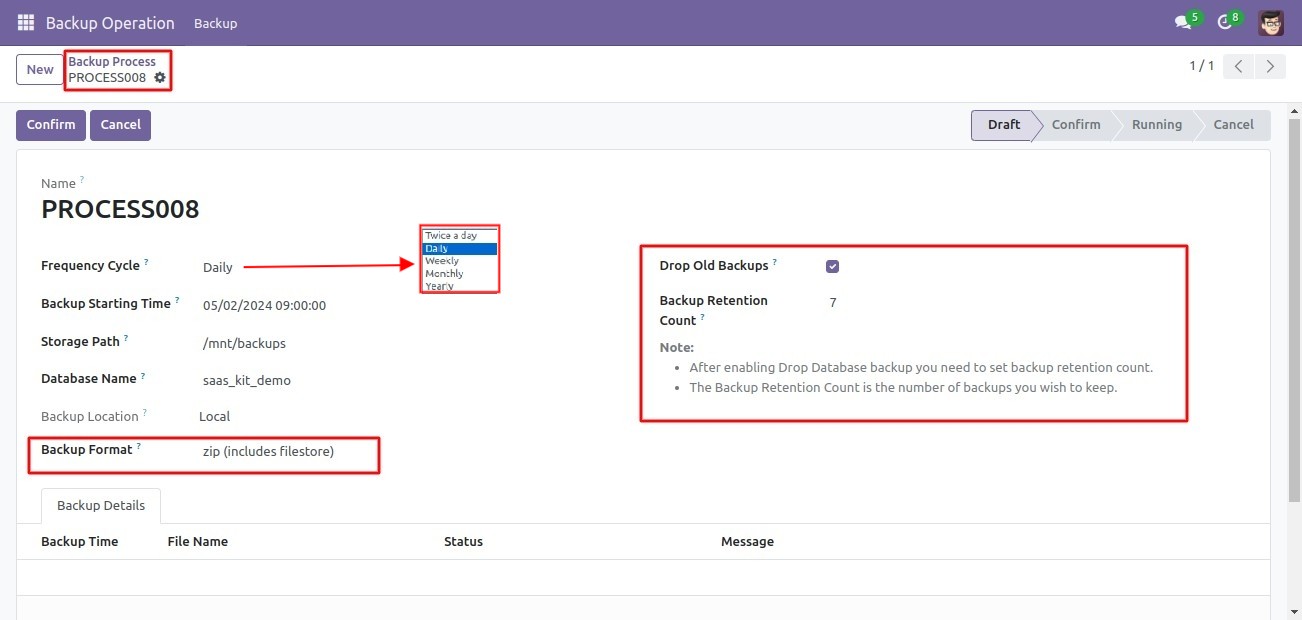 Backup Operation Backup 5 8
New Backup Process
PROCESS008
1 / 1
Confirm Cancel Draft Confirm Running Cancel
Name ?
PROCESS008
Frequency Cycle ? Daily
Twice a day
Daily
Weekly
Monthly
Yearly
Backup Starting Time ? 05/02/2024 09:00:00
Storage Path ? /mnt/backups
Database Name ? saas_kit_demo
Backup Location ? Local
Backup Format ? zip (includes filestore)
Drop Old Backups ?
Backup Retention
Count ? 7
Note:
• After enabling Drop Database backup you need to set backup retention count.
• The Backup Retention Count is the number of backups you wish to keep.
Backup Details
Backup Time File Name Status Message